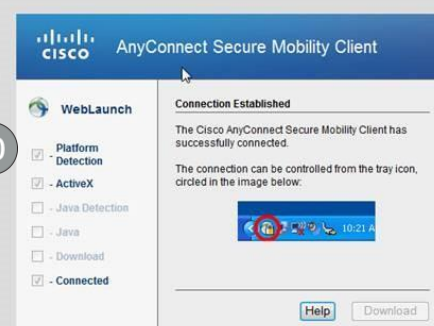 CISCO
AnyConnect Secure Mobility Client
WebLaunch
- Platform
Detection
- ActiveX
- Java Detection
- Java
- Download
- Connected
Connection Established
The Cisco AnyConnect Secure Mobility Client has
successfully connected.
The connection can be controlled from the tray icon,
circled in the image below:
10:21 A
Help
Download